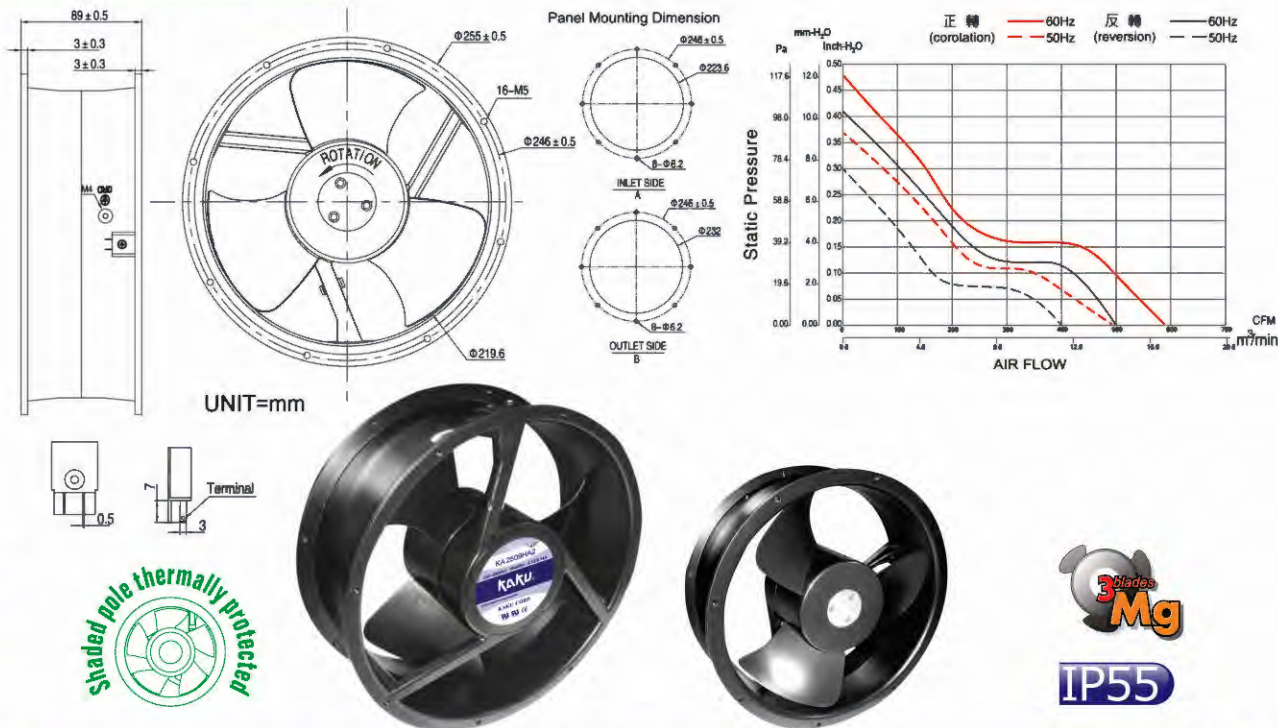 89±0.5
3±0.3
3±0.3
M4
Φ255±0.5
16-M5
Φ246±0.5
ROTATION
Φ219.6
UNIT=mm
Panel Mounting Dimension
Φ246±0.5
Φ223.6
8-Φ6.2
INLET SIDE
A
Φ246±0.5
Φ232
8-Φ6.2
OUTLET SIDE
B
正 轉 60Hz 反 轉 60Hz
(corolation) 50Hz (reversion) 50Hz
Pa mm-H₂O Inch-H₂O
0.50
117.6 12.0 0.45
0.40
98.0 10.0 0.35
78.4 8.0 0.30
0.25
58.8 6.0 0.20
39.2 4.0 0.15
19.6 2.0 0.10
0.05
0.00 0.00 0.00
Static Pressure
0 100 200 300 400 500 600 700 CFM
0.0 4.0 8.0 12.0 16.0 20.0 m³/min
AIR FLOW
0.5
7
Terminal
3
Shaded pole thermally protected
KA2509HA2
KAKU
KAKU CORP.
3 blades
Mg
IP55